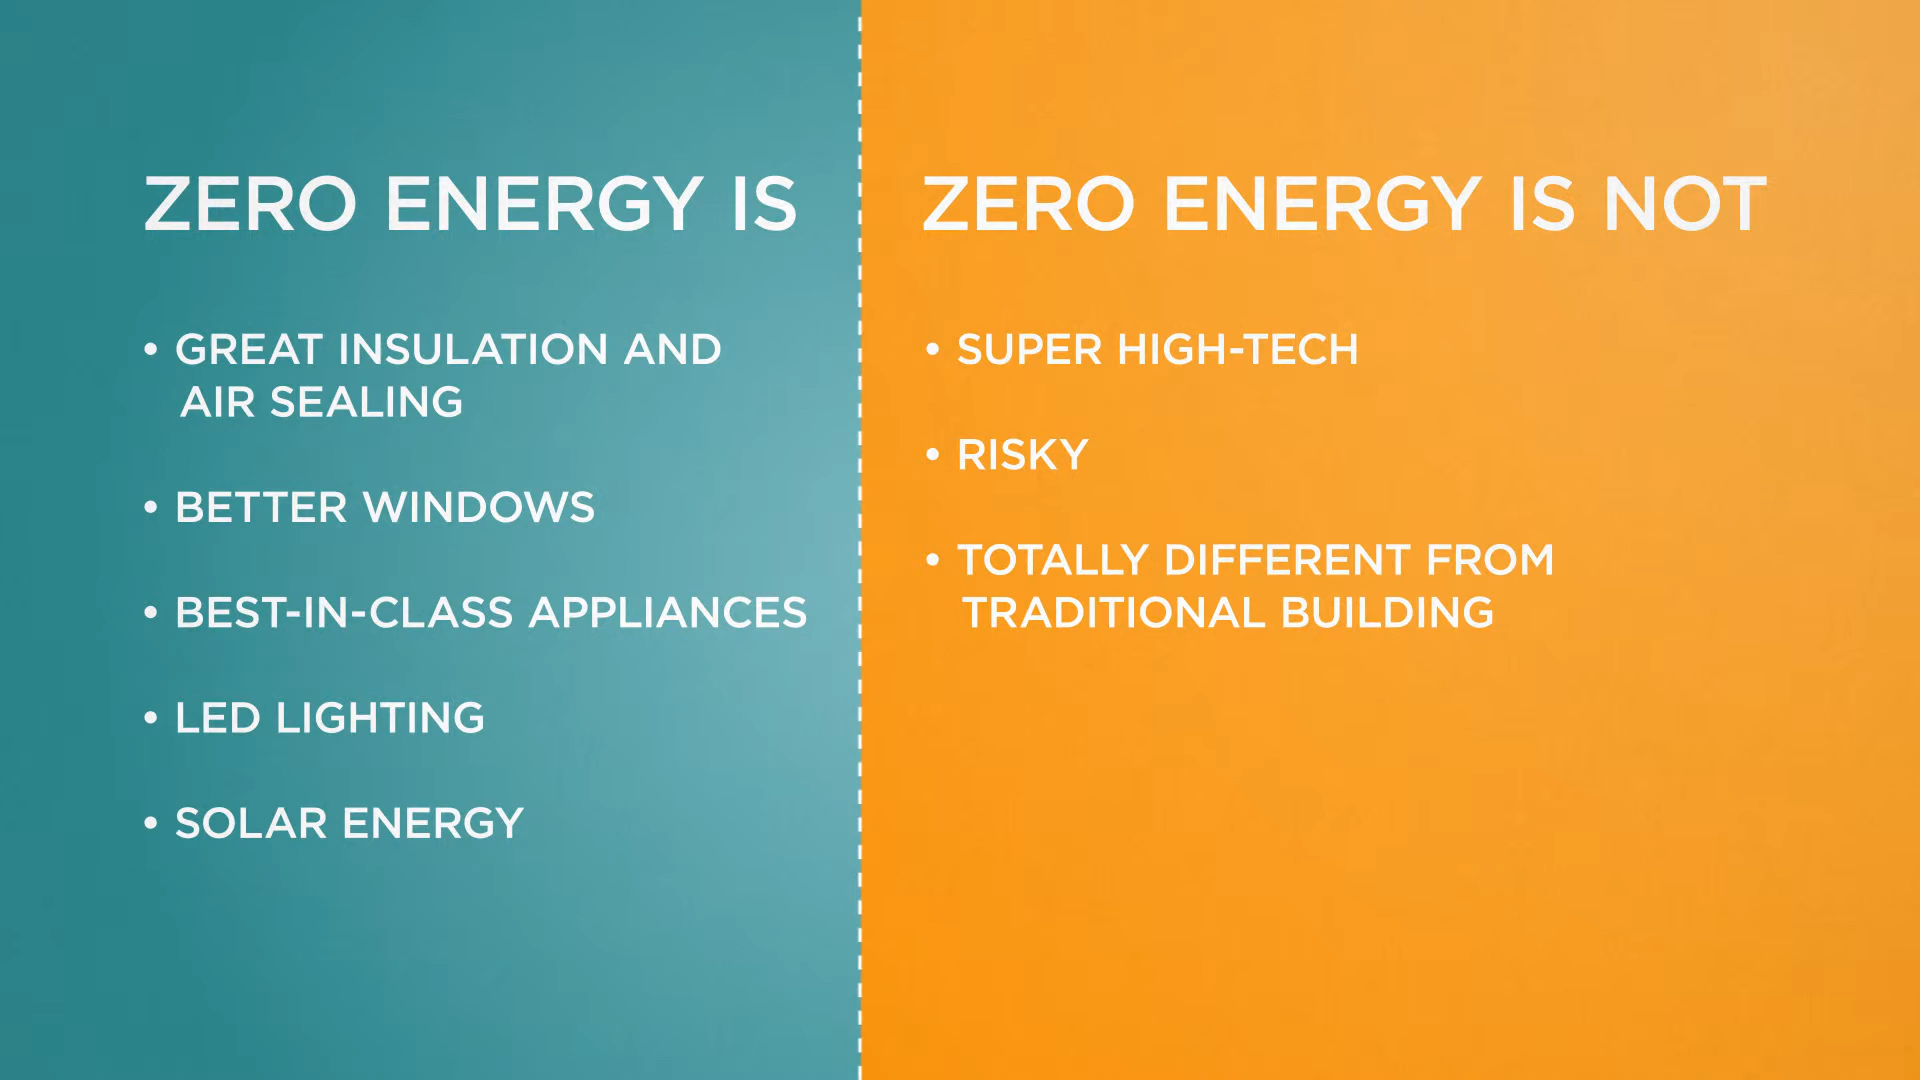 ZERO ENERGY IS
• GREAT INSULATION AND
AIR SEALING
• BETTER WINDOWS
• BEST-IN-CLASS APPLIANCES
• LED LIGHTING
• SOLAR ENERGY
ZERO ENERGY IS NOT
• SUPER HIGH-TECH
• RISKY
• TOTALLY DIFFERENT FROM
TRADITIONAL BUILDING